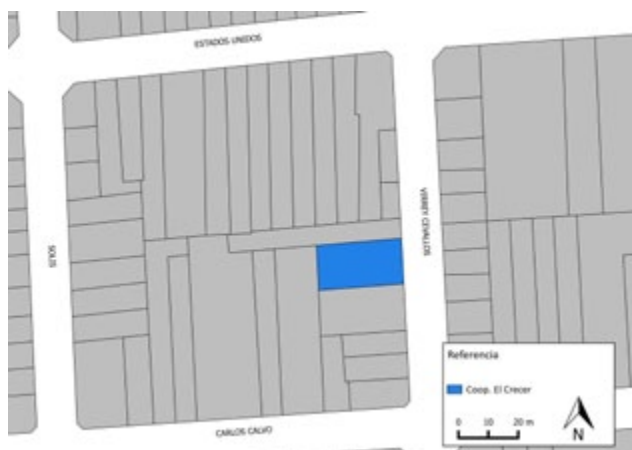 ESTADOS UNIDOS
SOLIS
VIRREY CEVALLOS
CARLOS CALVO
Referencia
Coop. El Crecer
0 10 20 m
N